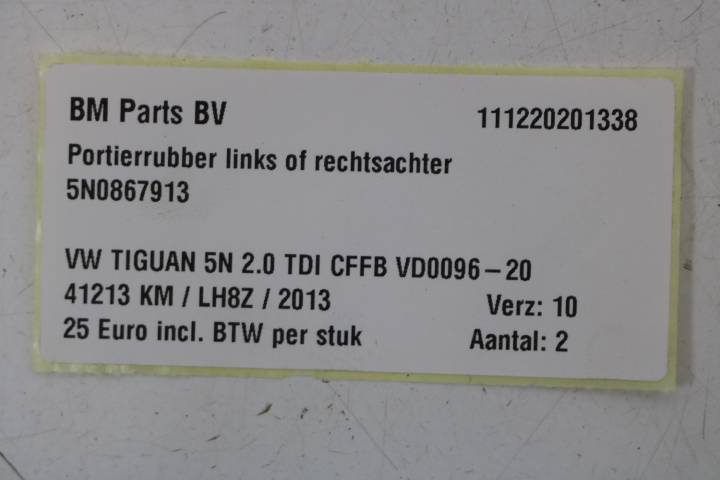 BM Parts BV 111220201338
Portierrubber links of rechtsachter
5N0867913
VW TIGUAN 5N 2.0 TDI CFFB VD0096-20
41213 KM / LH8Z / 2013 Verz: 10
25 Euro incl. BTW per stuk Aantal: 2